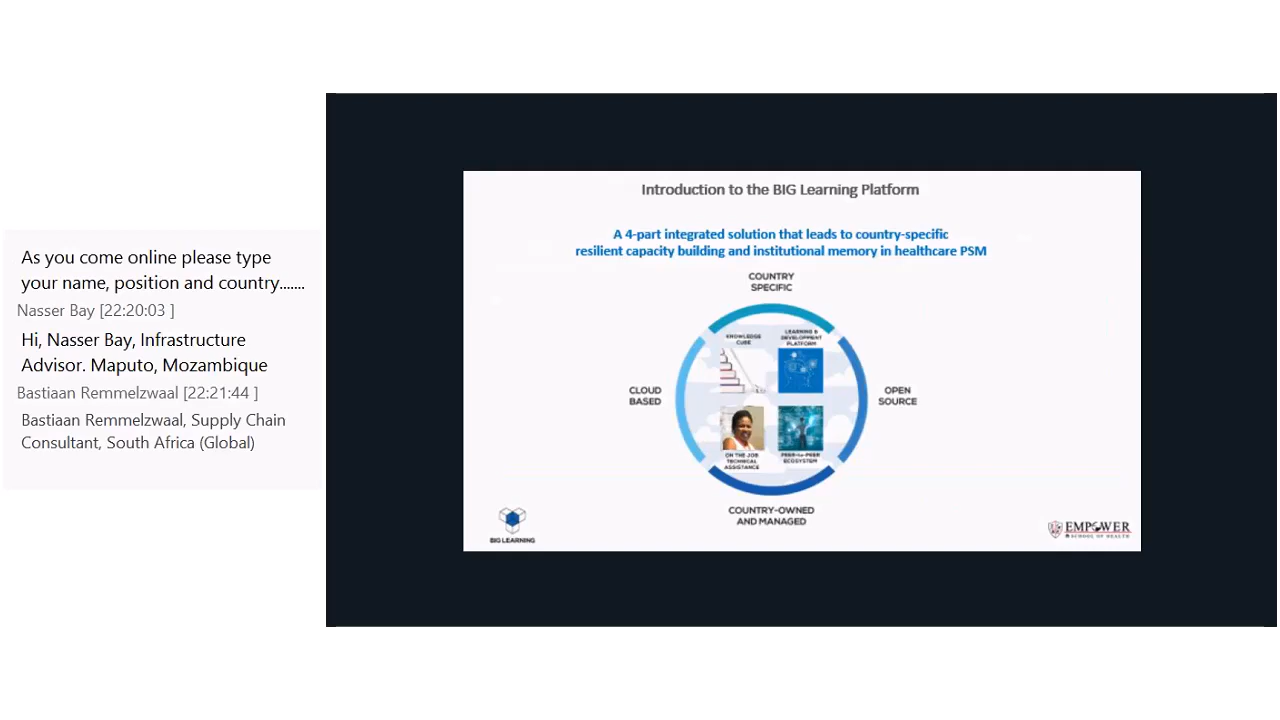 As you come online please type
your name, position and country.......
Nasser Bay [22:20:03 ]
Hi, Nasser Bay, Infrastructure
Advisor. Maputo, Mozambique
Bastiaan Remmelzwaal [22:21:44 ]
Bastiaan Remmelzwaal, Supply Chain
Consultant, South Africa (Global)
Introduction to the BIG Learning Platform
A 4-part integrated solution that leads to country-specific
resilient capacity building and institutional memory in healthcare PSM
COUNTRY
SPECIFIC
KNOWLEDGE
CUBE
LEARNING &
DEVELOPMENT
PLATFORM
CLOUD
BASED
OPEN
SOURCE
ON THE JOB
TECHNICAL
ASSISTANCE
PEER-to-PEER
ECOSYSTEM
COUNTRY-OWNED
AND MANAGED
BIG LEARNING
EMPOWER
SCHOOL OF HEALTH